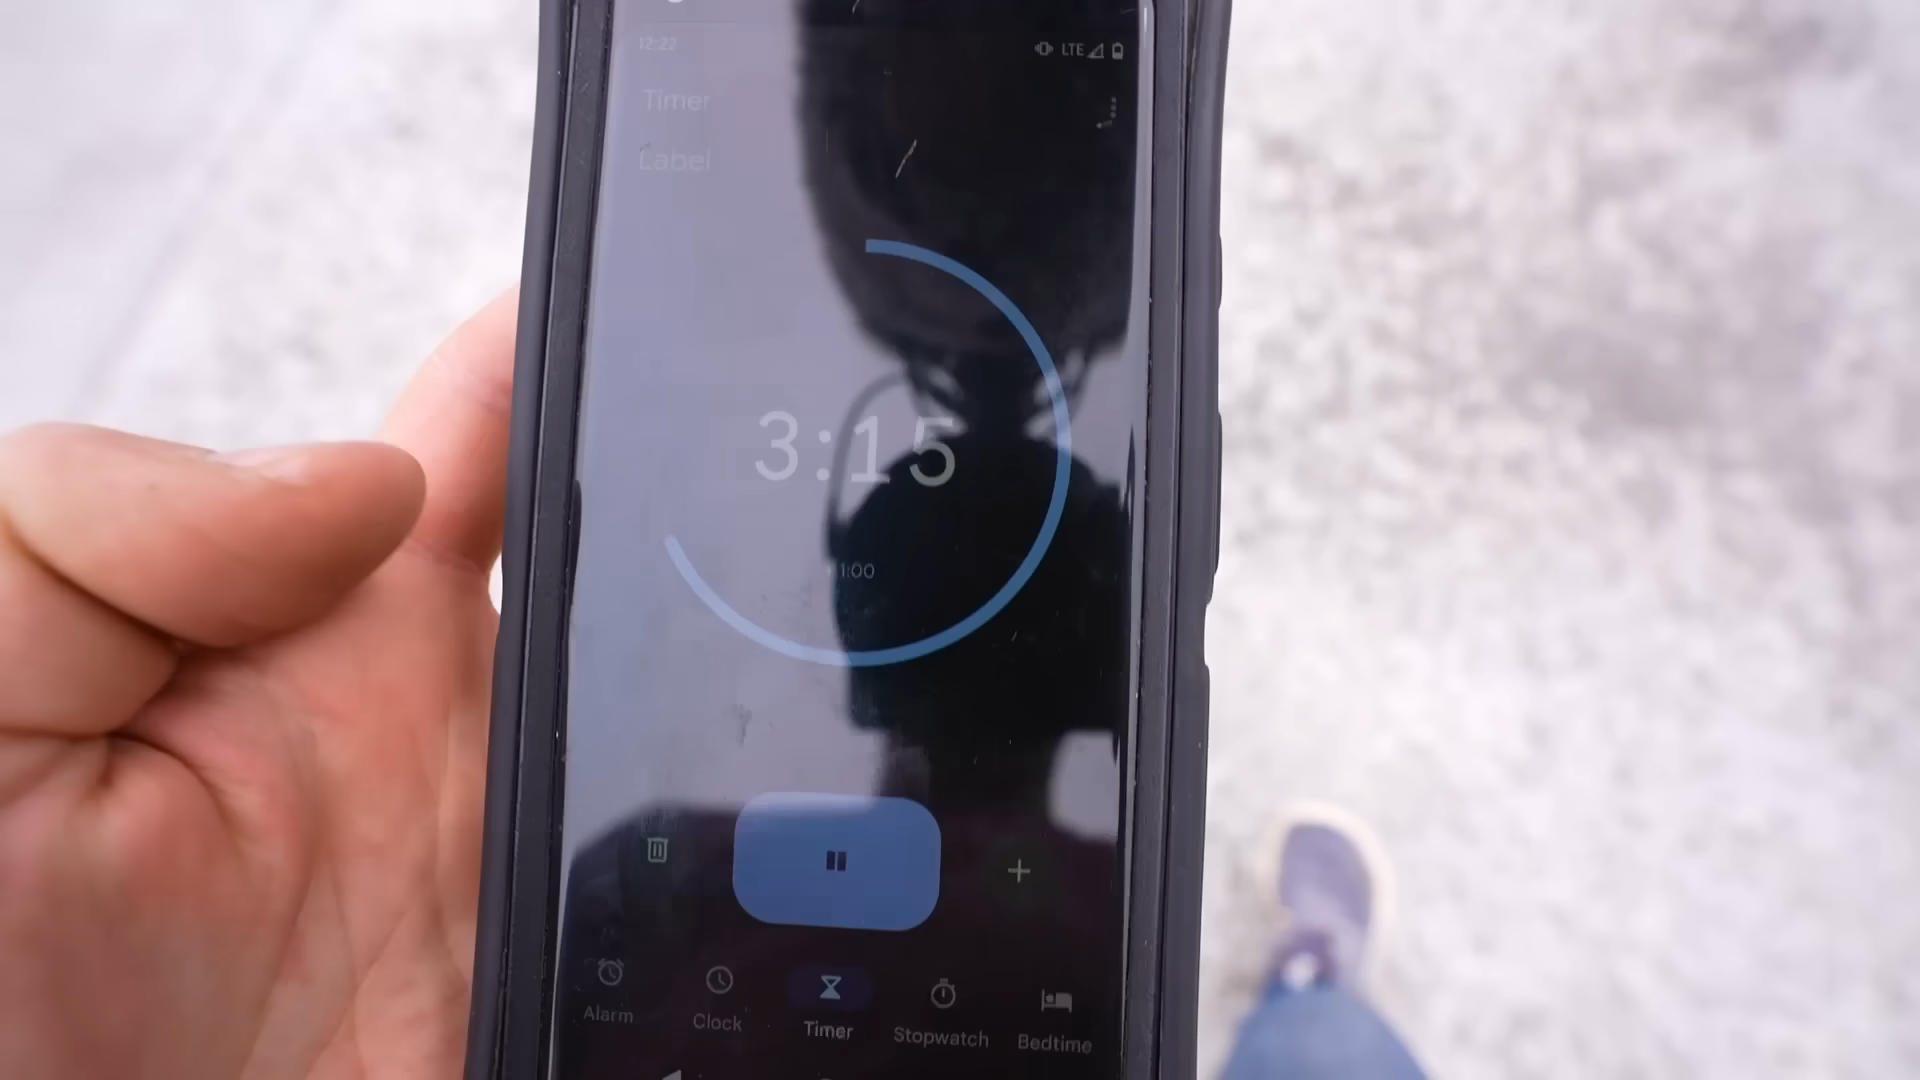 12:22
LTE
Timer
Label
3:15
+ 1:00
Alarm
Clock
Timer
Stopwatch
Bedtime